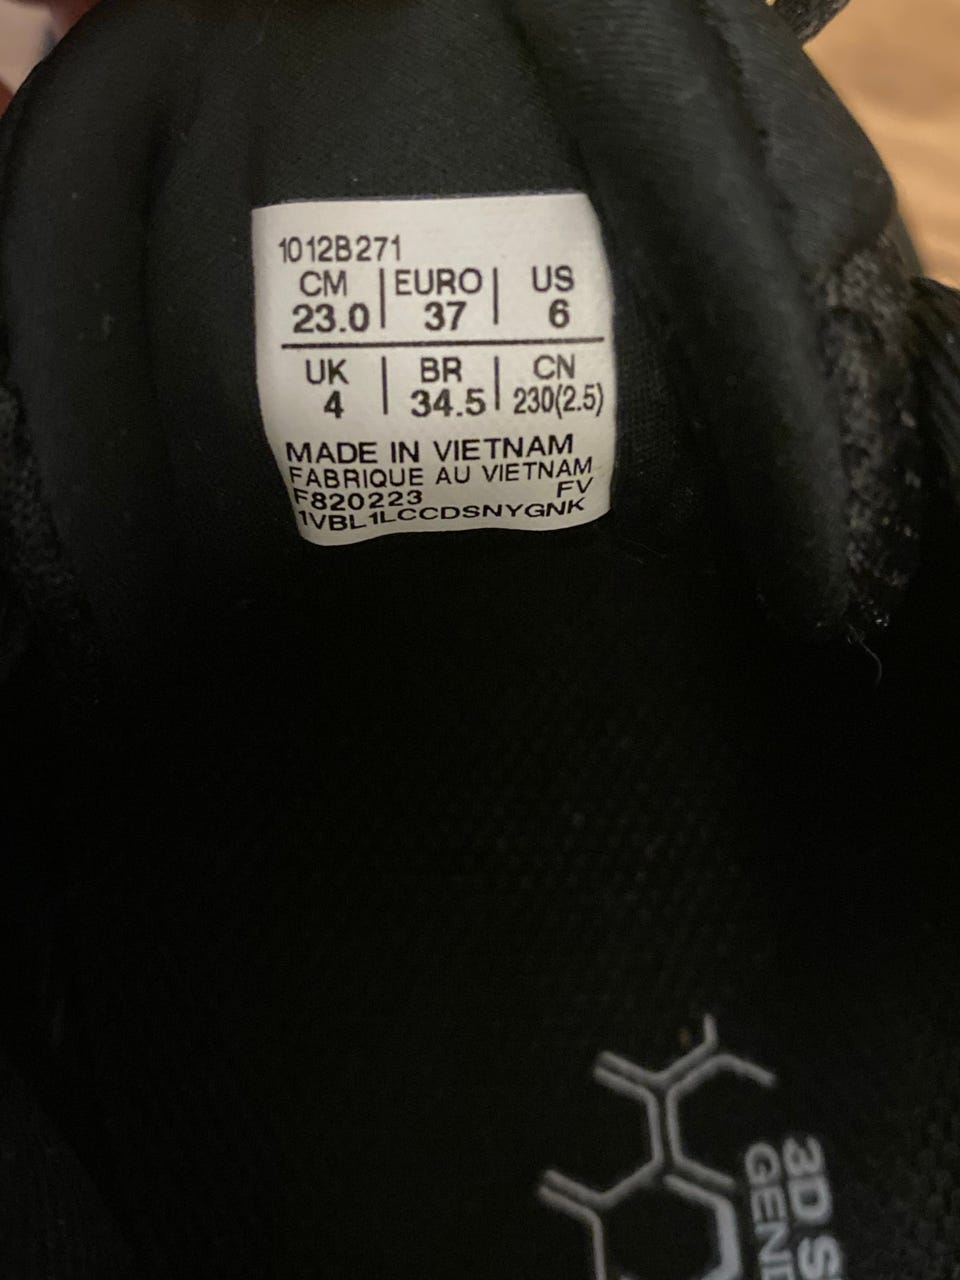 1012B271
CM EURO US
23.0 37 6
UK BR CN
4 34.5 230(2.5)
MADE IN VIETNAM
FABRIQUE AU VIETNAM
F820223 FV
1VBL1LCCDSNYGNK
3D